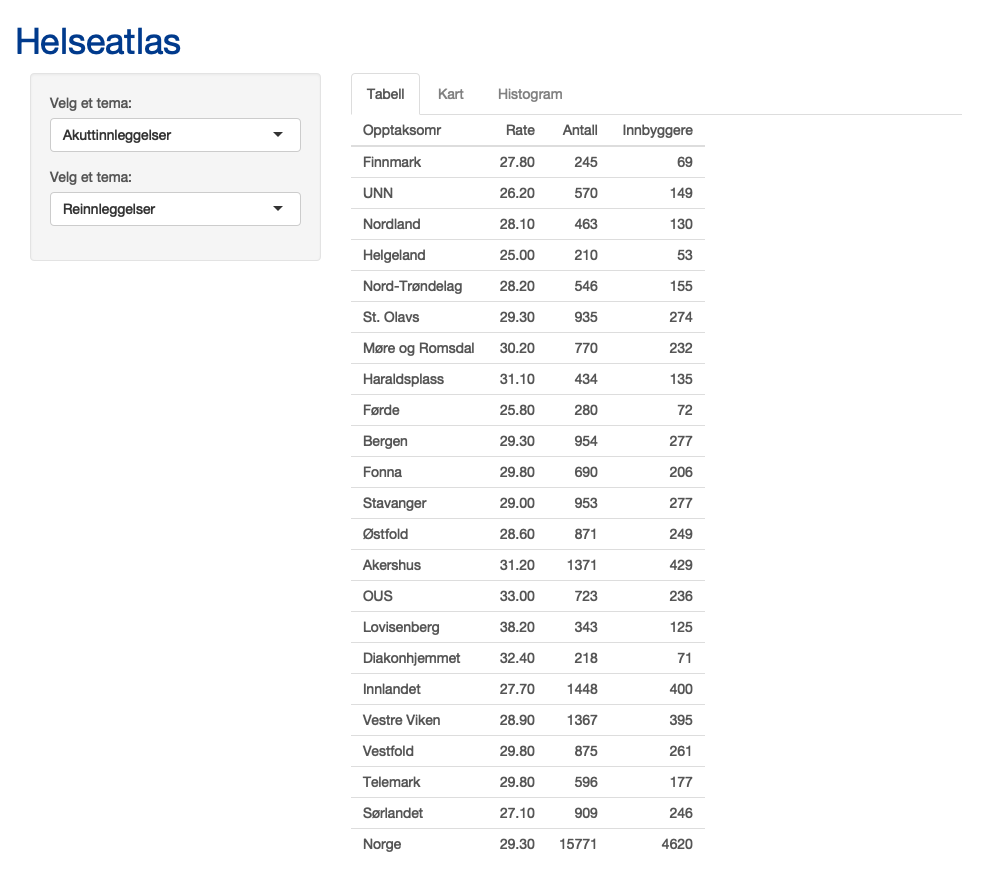 Helseatlas
Velg et tema:
Akuttinnleggelser
Velg et tema:
Reinnleggelser
Tabell Kart Histogram
Opptaksomr Rate Antall Innbyggere
Finnmark 27.80 245 69
UNN 26.20 570 149
Nordland 28.10 463 130
Helgeland 25.00 210 53
Nord-Trøndelag 28.20 546 155
St. Olavs 29.30 935 274
Møre og Romsdal 30.20 770 232
Haraldsplass 31.10 434 135
Førde 25.80 280 72
Bergen 29.30 954 277
Fonna 29.80 690 206
Stavanger 29.00 953 277
Østfold 28.60 871 249
Akershus 31.20 1371 429
OUS 33.00 723 236
Lovisenberg 38.20 343 125
Diakonhjemmet 32.40 218 71
Innlandet 27.70 1448 400
Vestre Viken 28.90 1367 395
Vestfold 29.80 875 261
Telemark 29.80 596 177
Sørlandet 27.10 909 246
Norge 29.30 15771 4620